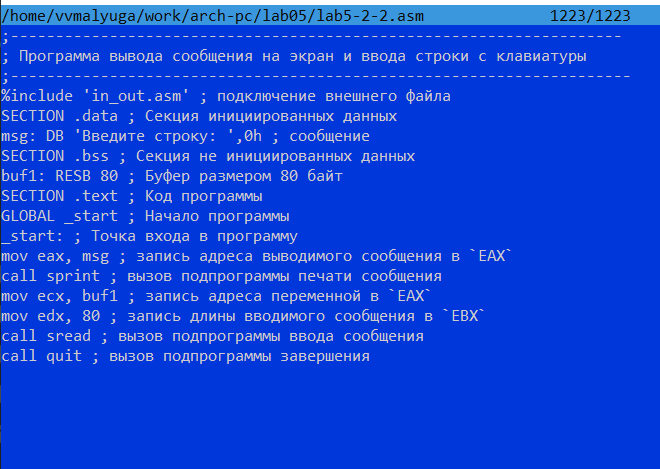 /home/vvmalyuga/work/arch-pc/lab05/lab5-2-2.asm 1223/1223
;--------------------------------------------------------------------
; Программа вывода сообщения на экран и ввода строки с клавиатуры
;---------------------------------------------------------------------
%include 'in_out.asm' ; подключение внешнего файла
SECTION .data ; Секция инициированных данных
msg: DB 'Введите строку: ',0h ; сообщение
SECTION .bss ; Секция не инициированных данных
buf1: RESB 80 ; Буфер размером 80 байт
SECTION .text ; Код программы
GLOBAL _start ; Начало программы
_start: ; Точка входа в программу
mov eax, msg ; запись адреса выводимого сообщения в `EAX`
call sprint ; вызов подпрограммы печати сообщения
mov ecx, buf1 ; запись адреса переменной в `EAX`
mov edx, 80 ; запись длины вводимого сообщения в `EBX`
call sread ; вызов подпрограммы ввода сообщения
call quit ; вызов подпрограммы завершения